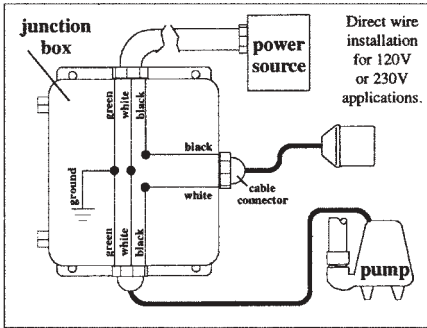 junction
box
power
source
Direct wire
installation
for 120V
or 230V
applications.
green
white
black
black
white
cable
connector
ground
green
white
black
pump